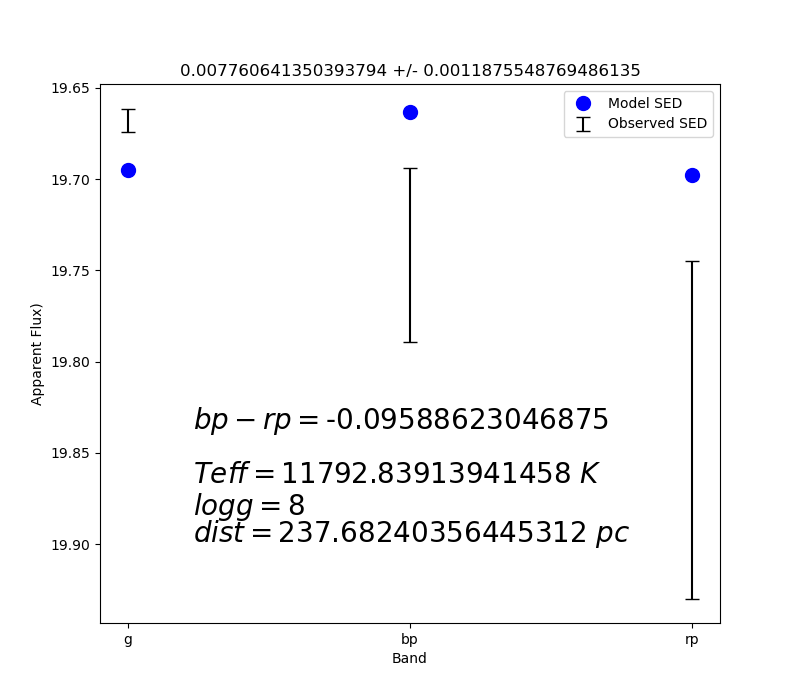 0.007760641350393794 +/- 0.0011875548769486135
Model SED
Observed SED
19.65
19.70
19.75
19.80
19.85
19.90
Apparent Flux)
bp − rp = -0.09588623046875
Teff = 11792.83913941458 K
logg = 8
dist = 237.68240356445312 pc
g
bp
rp
Band